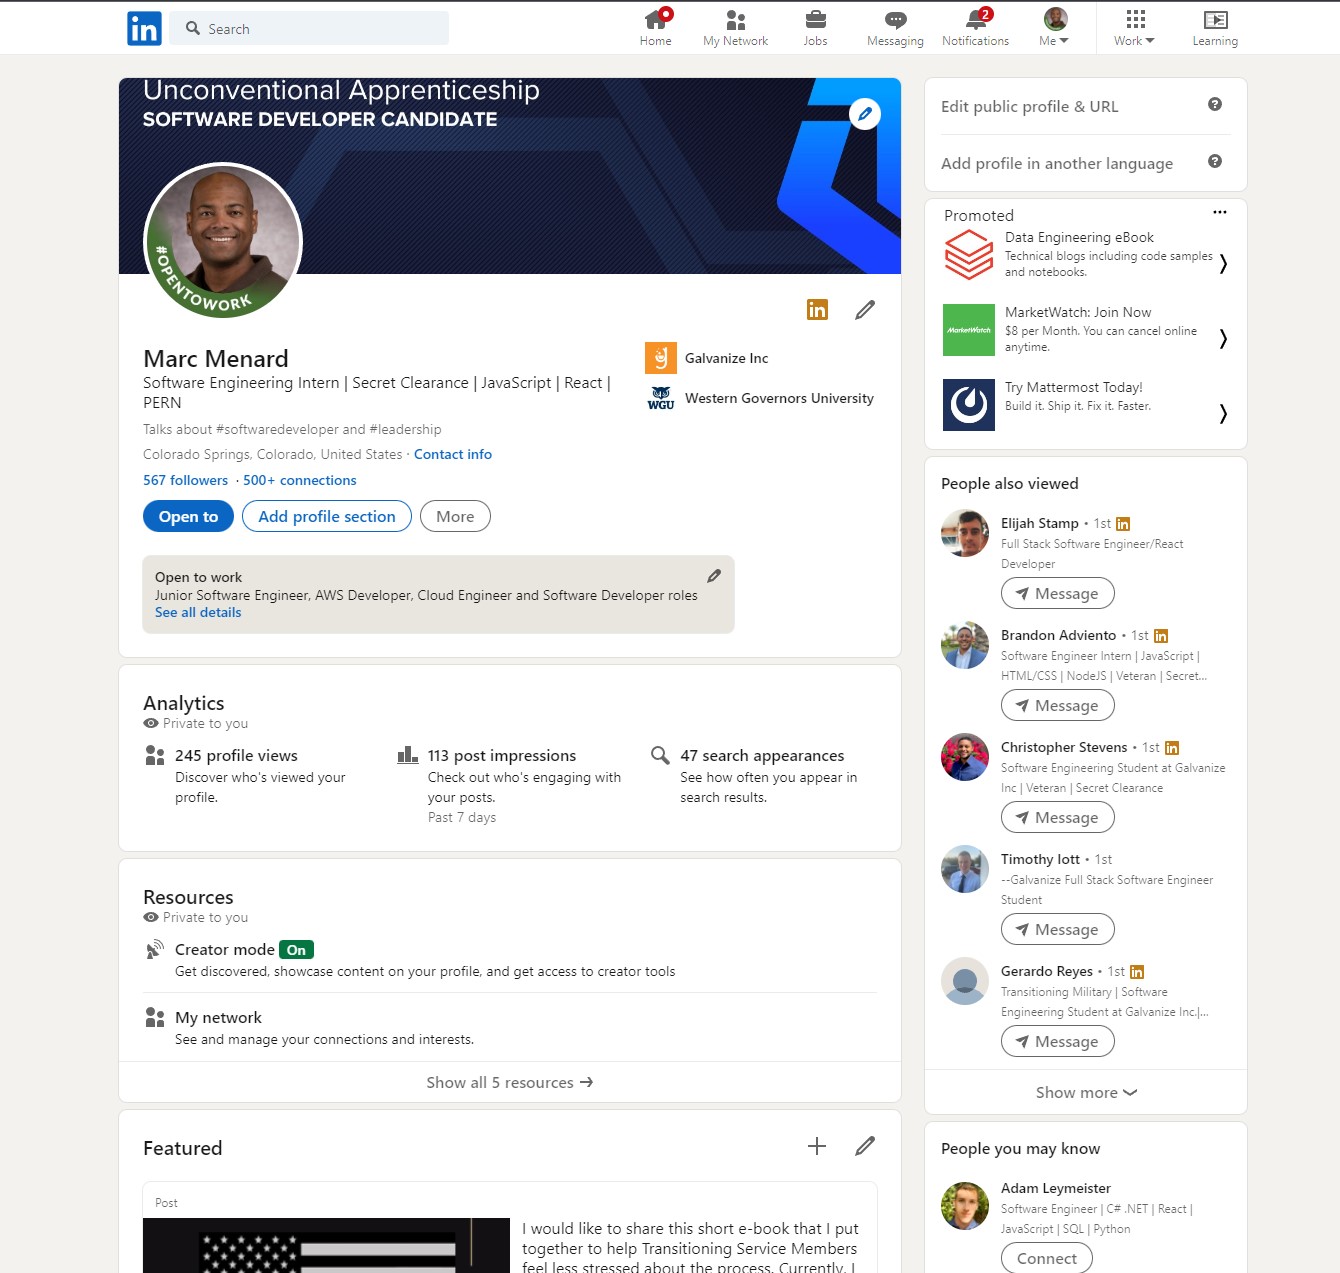 in
Search
Home
My Network
Jobs
Messaging
2
Notifications
Me
Work
Learning
Unconventional Apprenticeship
SOFTWARE DEVELOPER CANDIDATE
#OPENTOWORK
in
Marc Menard
Software Engineering Intern | Secret Clearance | JavaScript | React |
PERN
Talks about #softwaredeveloper and #leadership
Colorado Springs, Colorado, United States · Contact info
567 followers · 500+ connections
Open to
Add profile section
More
g
Galvanize Inc
WGU
Western Governors University
Open to work
Junior Software Engineer, AWS Developer, Cloud Engineer and Software Developer roles
See all details
Analytics
Private to you
245 profile views
Discover who's viewed your
profile.
113 post impressions
Check out who's engaging with
your posts.
Past 7 days
47 search appearances
See how often you appear in
search results.
Resources
Private to you
Creator mode On
Get discovered, showcase content on your profile, and get access to creator tools
My network
See and manage your connections and interests.
Show all 5 resources →
Featured
Post
I would like to share this short e-book that I put
together to help Transitioning Service Members
feel less stressed about the process. Currently, I
Edit public profile & URL
?
Add profile in another language
?
Promoted
Data Engineering eBook
Technical blogs including code samples
and notebooks.
MarketWatch
MarketWatch: Join Now
$8 per Month. You can cancel online
anytime.
Try Mattermost Today!
Build it. Ship it. Fix it. Faster.
People also viewed
Elijah Stamp • 1st in
Full Stack Software Engineer/React
Developer
Message
Brandon Adviento • 1st in
Software Engineer Intern | JavaScript |
HTML/CSS | NodeJS | Veteran | Secret...
Message
Christopher Stevens • 1st in
Software Engineering Student at Galvanize
Inc | Veteran | Secret Clearance
Message
Timothy Iott • 1st
--Galvanize Full Stack Software Engineer
Student
Message
Gerardo Reyes • 1st in
Transitioning Military | Software
Engineering Student at Galvanize Inc.|...
Message
Show more
People you may know
Adam Leymeister
Software Engineer | C# .NET | React |
JavaScript | SQL | Python
Connect